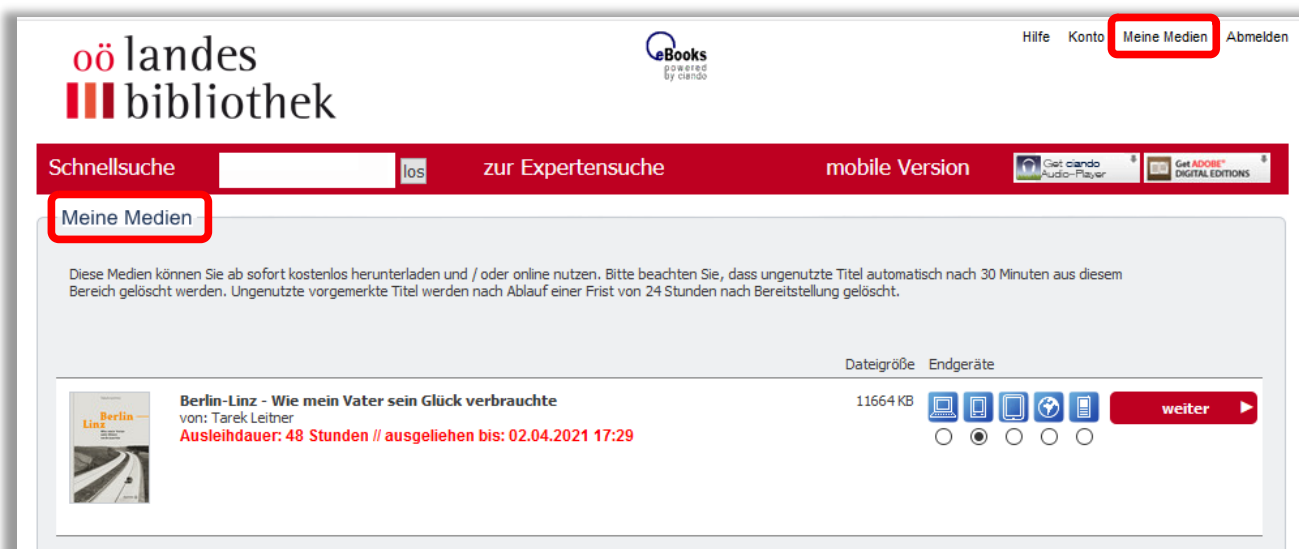 oö landes
bibliothek
eBooks
powered
by ciando
Hilfe Konto Meine Medien Abmelden
Schnellsuche los zur Expertensuche mobile Version
Get ciando
Audio-Player
Get ADOBE®
DIGITAL EDITIONS
Meine Medien
Diese Medien können Sie ab sofort kostenlos herunterladen und / oder online nutzen. Bitte beachten Sie, dass ungenutzte Titel automatisch nach 30 Minuten aus diesem
Bereich gelöscht werden. Ungenutzte vorgemerkte Titel werden nach Ablauf einer Frist von 24 Stunden nach Bereitstellung gelöscht.
Dateigröße Endgeräte
Berlin —
Linz
Berlin-Linz - Wie mein Vater sein Glück verbrauchte
von: Tarek Leitner
Ausleihdauer: 48 Stunden // ausgeliehen bis: 02.04.2021 17:29
11664 KB
weiter